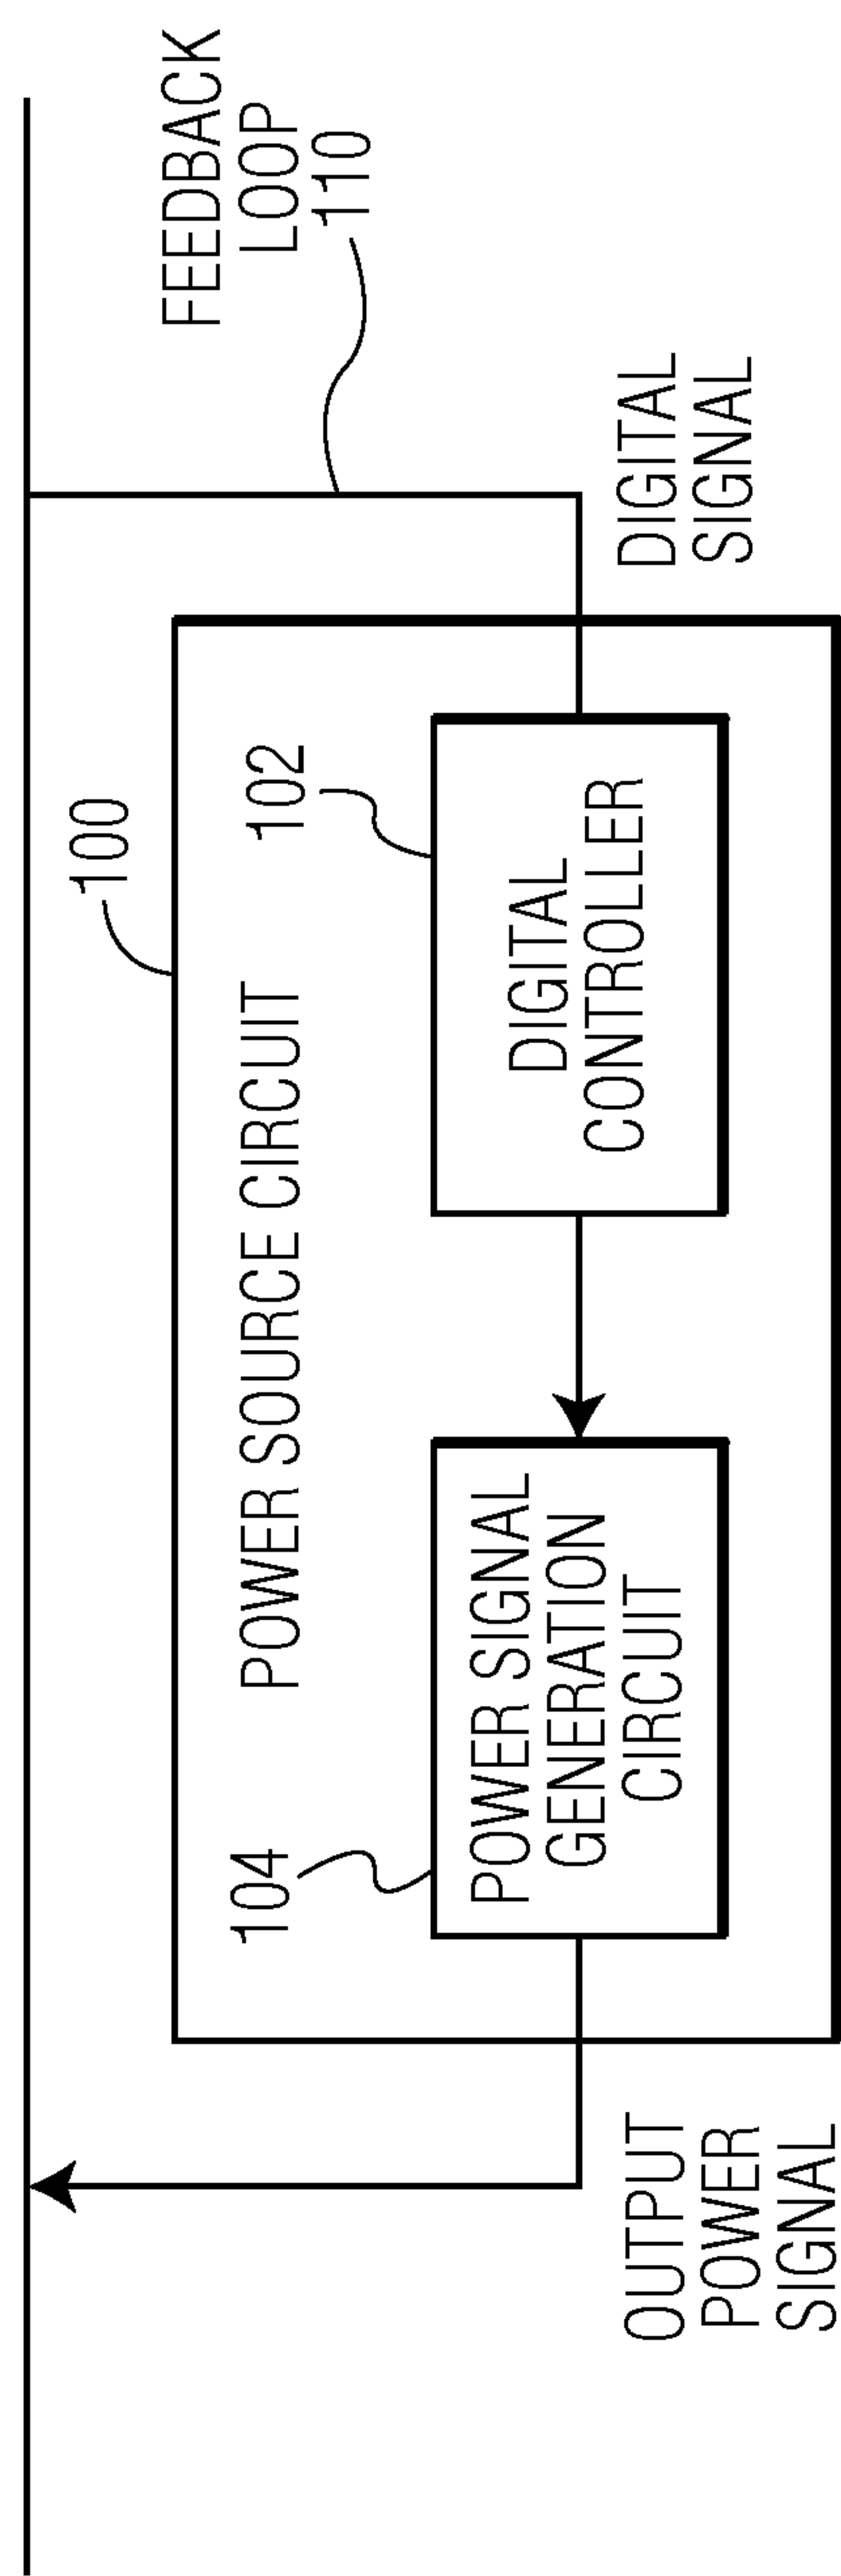 100
FEEDBACK
LOOP
110
POWER SOURCE CIRCUIT
104
102
POWER SIGNAL
GENERATION
CIRCUIT
DIGITAL
CONTROLLER
OUTPUT
POWER
SIGNAL
DIGITAL
SIGNAL